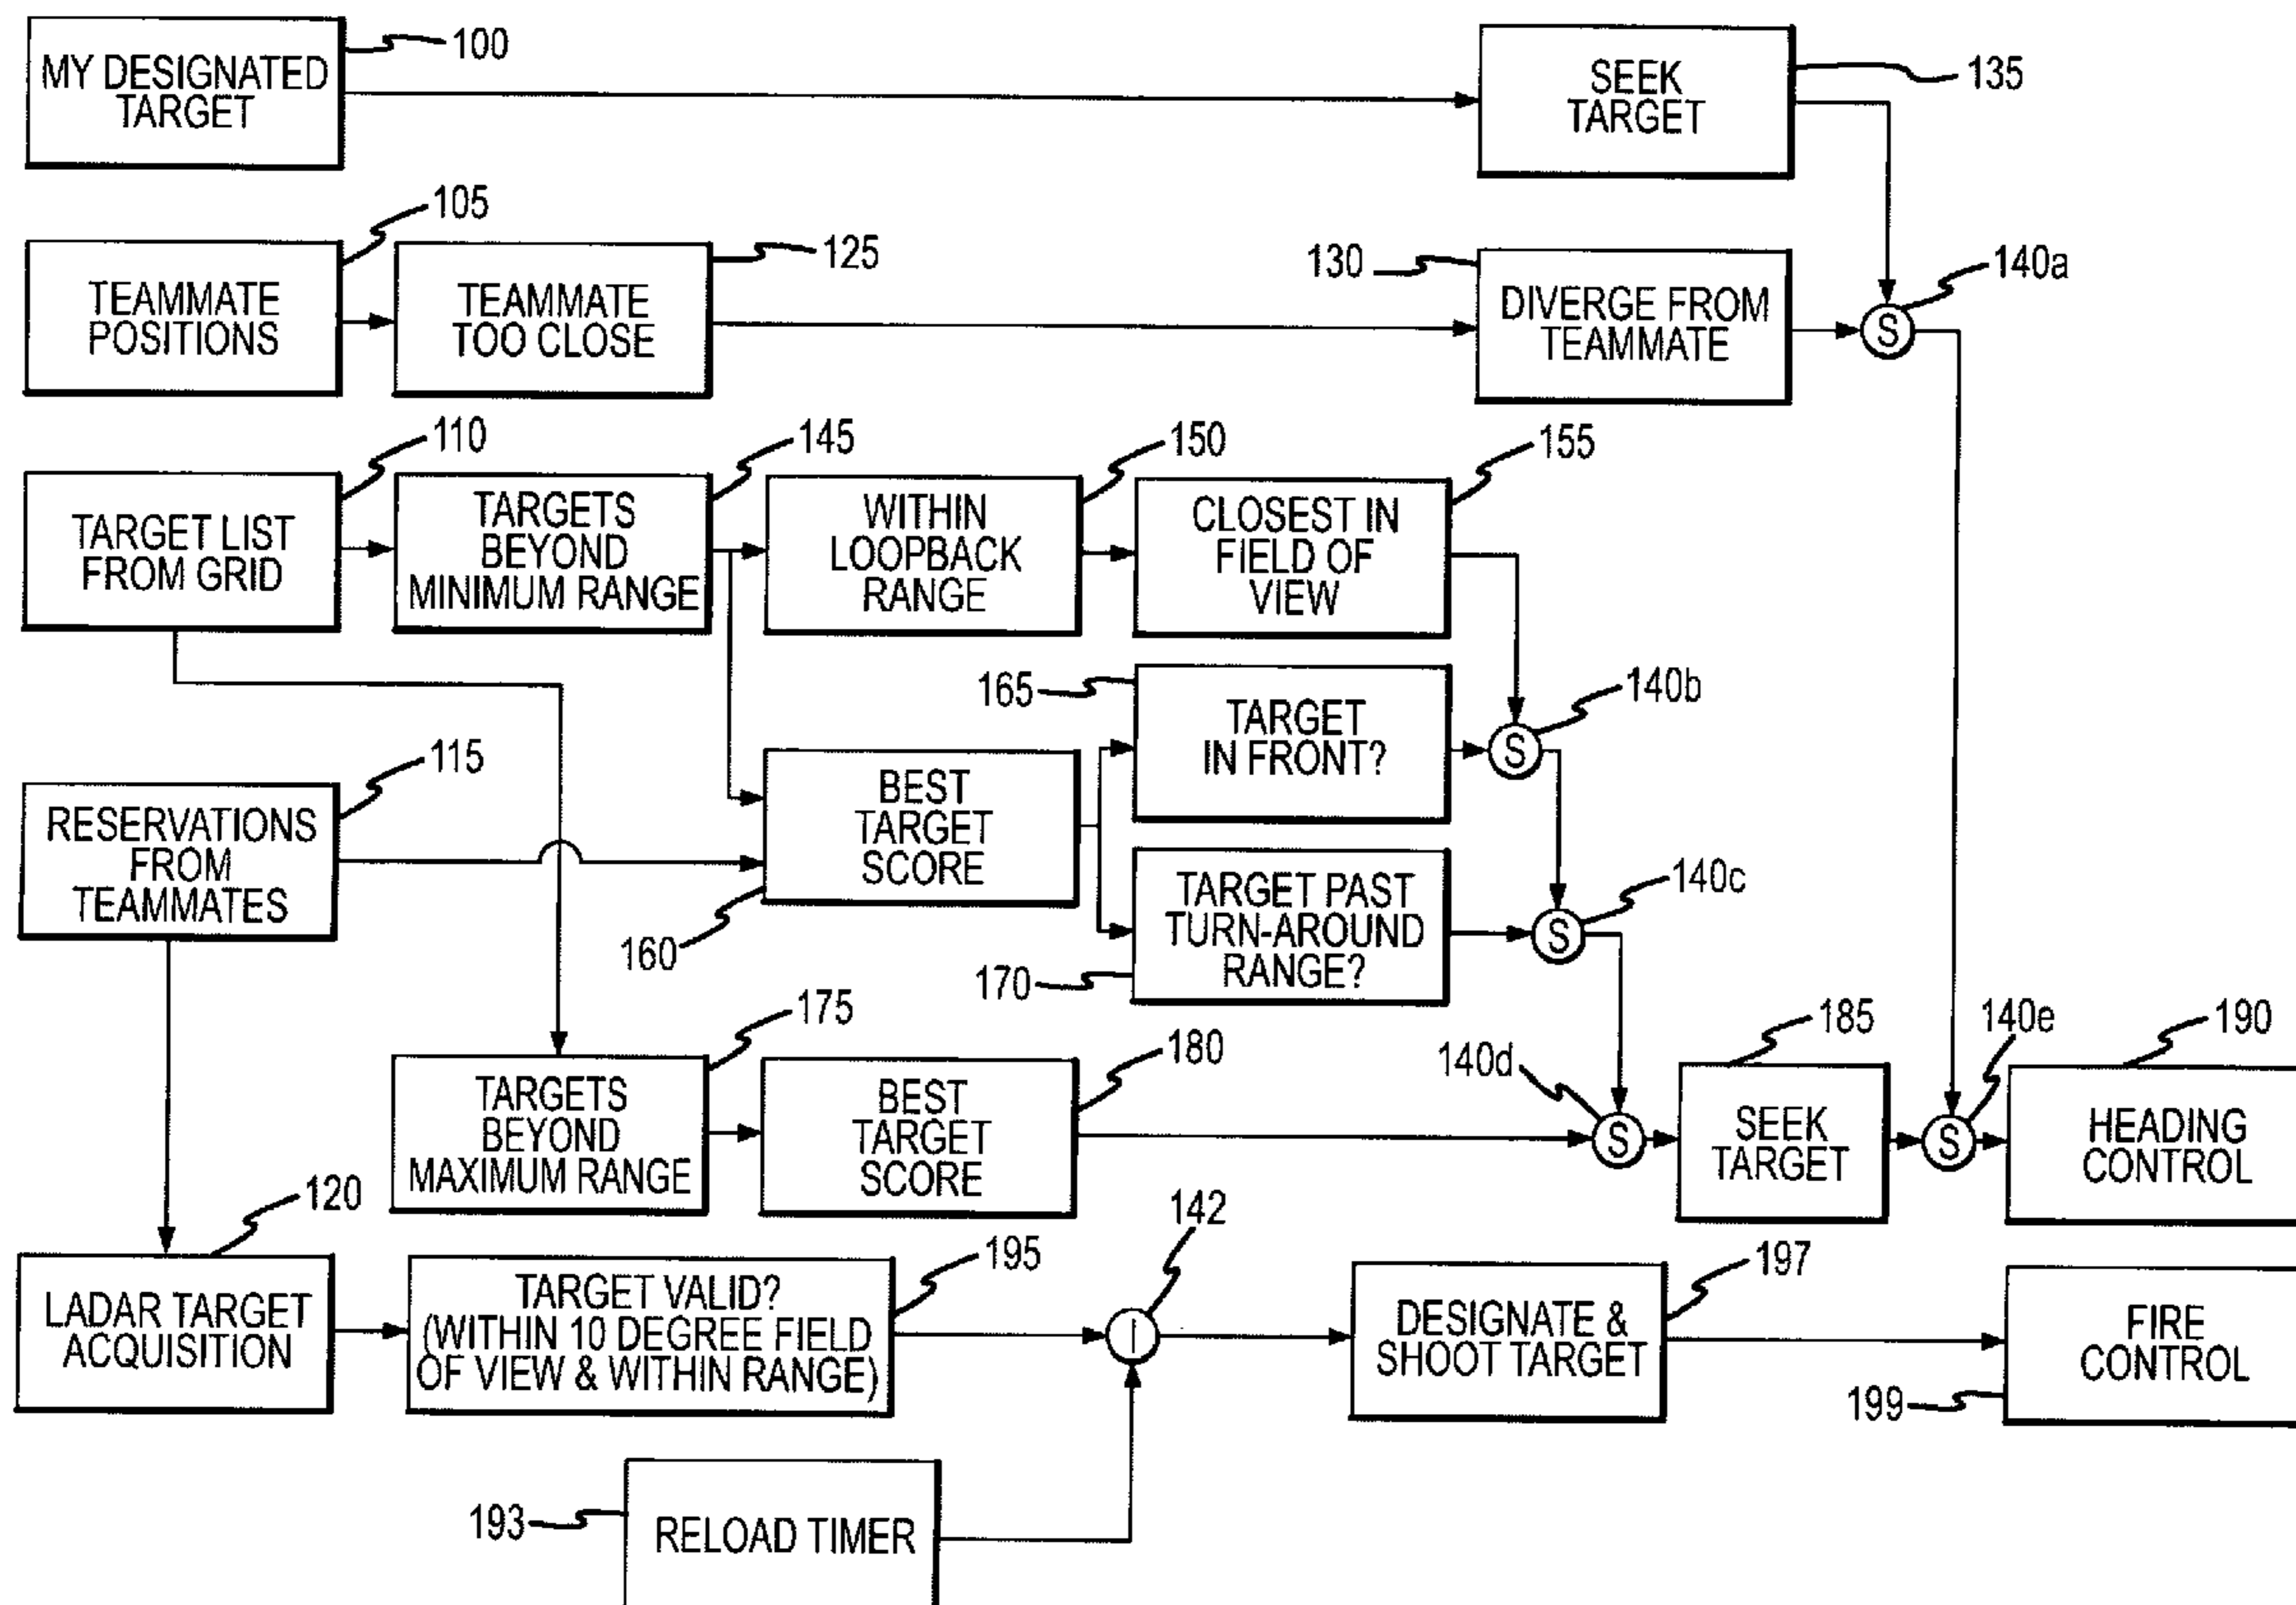 100
MY DESIGNATED
TARGET
SEEK
TARGET
135
105
TEAMMATE
POSITIONS
125
TEAMMATE
TOO CLOSE
130
DIVERGE FROM
TEAMMATE
140a
S
110
TARGET LIST
FROM GRID
145
TARGETS
BEYOND
MINIMUM RANGE
150
WITHIN
LOOPBACK
RANGE
155
CLOSEST IN
FIELD OF
VIEW
165
TARGET
IN FRONT?
140b
S
115
RESERVATIONS
FROM
TEAMMATES
BEST
TARGET
SCORE
160
TARGET PAST
TURN-AROUND
RANGE?
170
140c
S
175
TARGETS
BEYOND
MAXIMUM RANGE
180
BEST
TARGET
SCORE
140d
S
185
SEEK
TARGET
140e
S
190
HEADING
CONTROL
120
LADAR TARGET
ACQUISITION
195
TARGET VALID?
(WITHIN 10 DEGREE FIELD
OF VIEW & WITHIN RANGE)
142
I
197
DESIGNATE &
SHOOT TARGET
FIRE
CONTROL
199
193
RELOAD TIMER